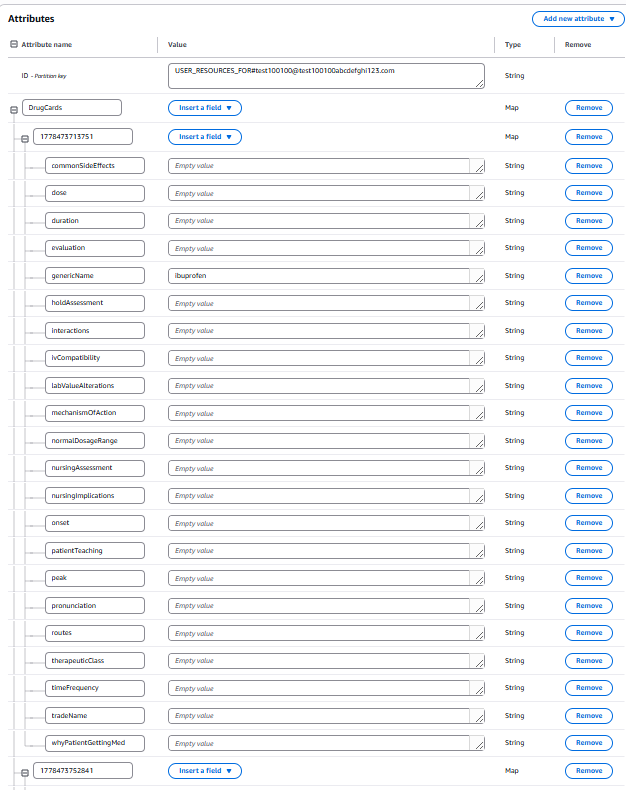 Attributes
Add new attribute ▼
Attribute name Value Type Remove
ID - Partition key USER_RESOURCES_FOR#test100100@test100100abcdefghi123.com String
DrugCards Insert a field ▼ Map Remove
1778473713751 Insert a field ▼ Map Remove
commonSideEffects Empty value String Remove
dose Empty value String Remove
duration Empty value String Remove
evaluation Empty value String Remove
genericName ibuprofen String Remove
holdAssessment Empty value String Remove
interactions Empty value String Remove
ivCompatibility Empty value String Remove
labValueAlterations Empty value String Remove
mechanismOfAction Empty value String Remove
normalDosageRange Empty value String Remove
nursingAssessment Empty value String Remove
nursingImplications Empty value String Remove
onset Empty value String Remove
patientTeaching Empty value String Remove
peak Empty value String Remove
pronunciation Empty value String Remove
routes Empty value String Remove
therapeuticClass Empty value String Remove
timeFrequency Empty value String Remove
tradeName Empty value String Remove
whyPatientGettingMed Empty value String Remove
1778473752841 Insert a field ▼ Map Remove